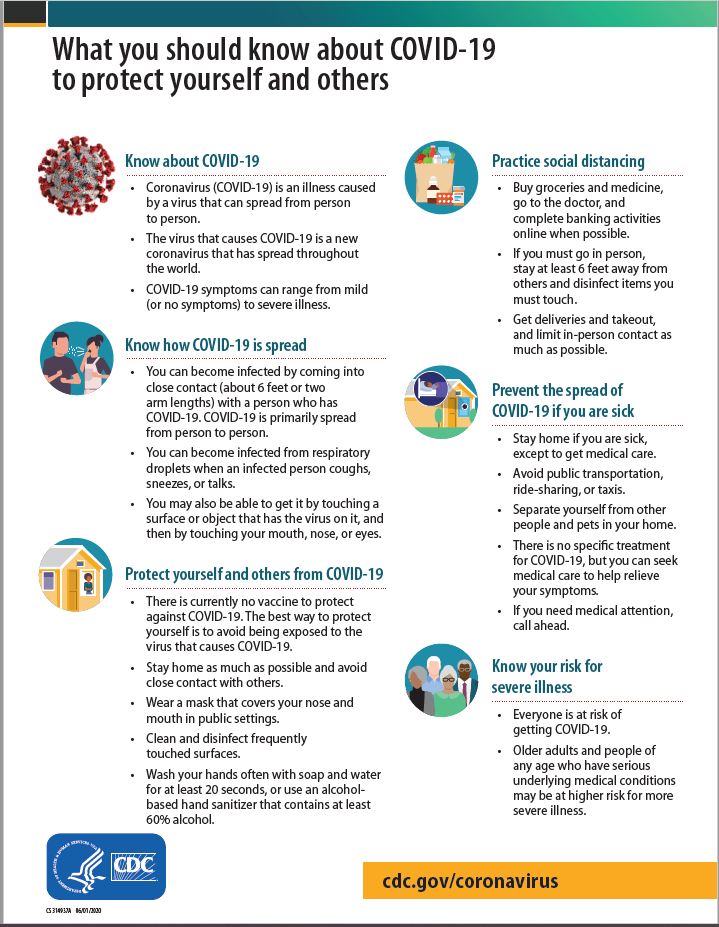 What you should know about COVID-19
to protect yourself and others
Know about COVID-19
• Coronavirus (COVID-19) is an illness caused
by a virus that can spread from person
to person.
• The virus that causes COVID-19 is a new
coronavirus that has spread throughout
the world.
• COVID-19 symptoms can range from mild
(or no symptoms) to severe illness.
Know how COVID-19 is spread
• You can become infected by coming into
close contact (about 6 feet or two
arm lengths) with a person who has
COVID-19. COVID-19 is primarily spread
from person to person.
• You can become infected from respiratory
droplets when an infected person coughs,
sneezes, or talks.
• You may also be able to get it by touching a
surface or object that has the virus on it, and
then by touching your mouth, nose, or eyes.
Protect yourself and others from COVID-19
• There is currently no vaccine to protect
against COVID-19. The best way to protect
yourself is to avoid being exposed to the
virus that causes COVID-19.
• Stay home as much as possible and avoid
close contact with others.
• Wear a mask that covers your nose and
mouth in public settings.
• Clean and disinfect frequently
touched surfaces.
• Wash your hands often with soap and water
for at least 20 seconds, or use an alcohol-
based hand sanitizer that contains at least
60% alcohol.
Practice social distancing
• Buy groceries and medicine,
go to the doctor, and
complete banking activities
online when possible.
• If you must go in person,
stay at least 6 feet away from
others and disinfect items you
must touch.
• Get deliveries and takeout,
and limit in-person contact as
much as possible.
Prevent the spread of
COVID-19 if you are sick
• Stay home if you are sick,
except to get medical care.
• Avoid public transportation,
ride-sharing, or taxis.
• Separate yourself from other
people and pets in your home.
• There is no specific treatment
for COVID-19, but you can seek
medical care to help relieve
your symptoms.
• If you need medical attention,
call ahead.
Know your risk for
severe illness
• Everyone is at risk of
getting COVID-19.
• Older adults and people of
any age who have serious
underlying medical conditions
may be at higher risk for more
severe illness.
CDC
CS 314937A 06/01/2020
cdc.gov/coronavirus